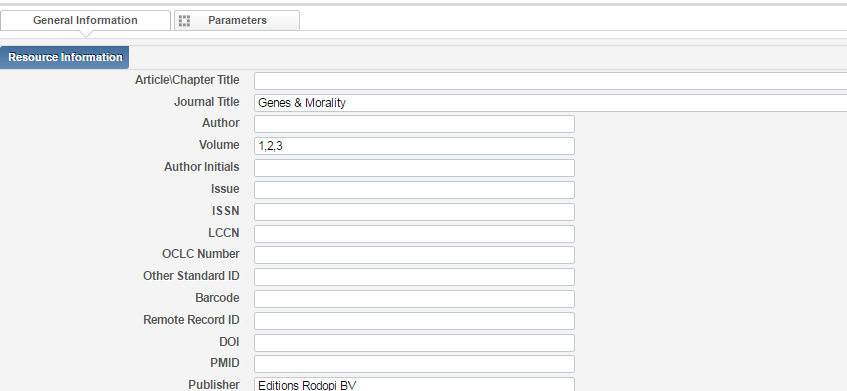 General Information
Parameters
Resource Information
Article\Chapter Title
Journal Title Genes & Morality
Author
Volume 1,2,3
Author Initials
Issue
ISSN
LCCN
OCLC Number
Other Standard ID
Barcode
Remote Record ID
DOI
PMID
Publisher Editions Rodopi BV